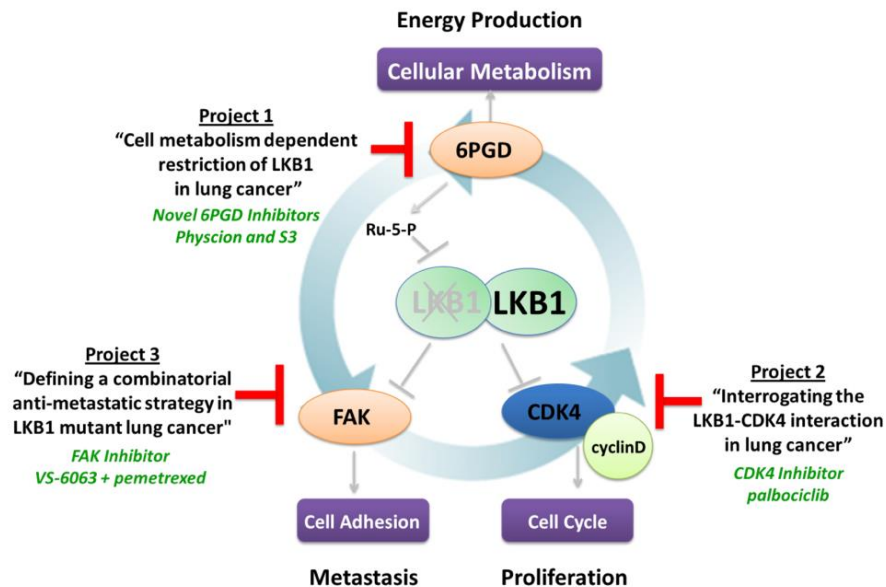 Energy Production
Cellular Metabolism
Project 1
“Cell metabolism dependent
restriction of LKB1
in lung cancer”
Novel 6PGD Inhibitors
Physcion and S3
6PGD
Ru-5-P
LKB1
LKB1
Project 3
“Defining a combinatorial
anti-metastatic strategy in
LKB1 mutant lung cancer"
FAK Inhibitor
VS-6063 + pemetrexed
FAK
CDK4
cyclinD
Project 2
“Interrogating the
LKB1-CDK4 interaction
in lung cancer”
CDK4 Inhibitor
palbociclib
Cell Adhesion
Cell Cycle
Metastasis
Proliferation